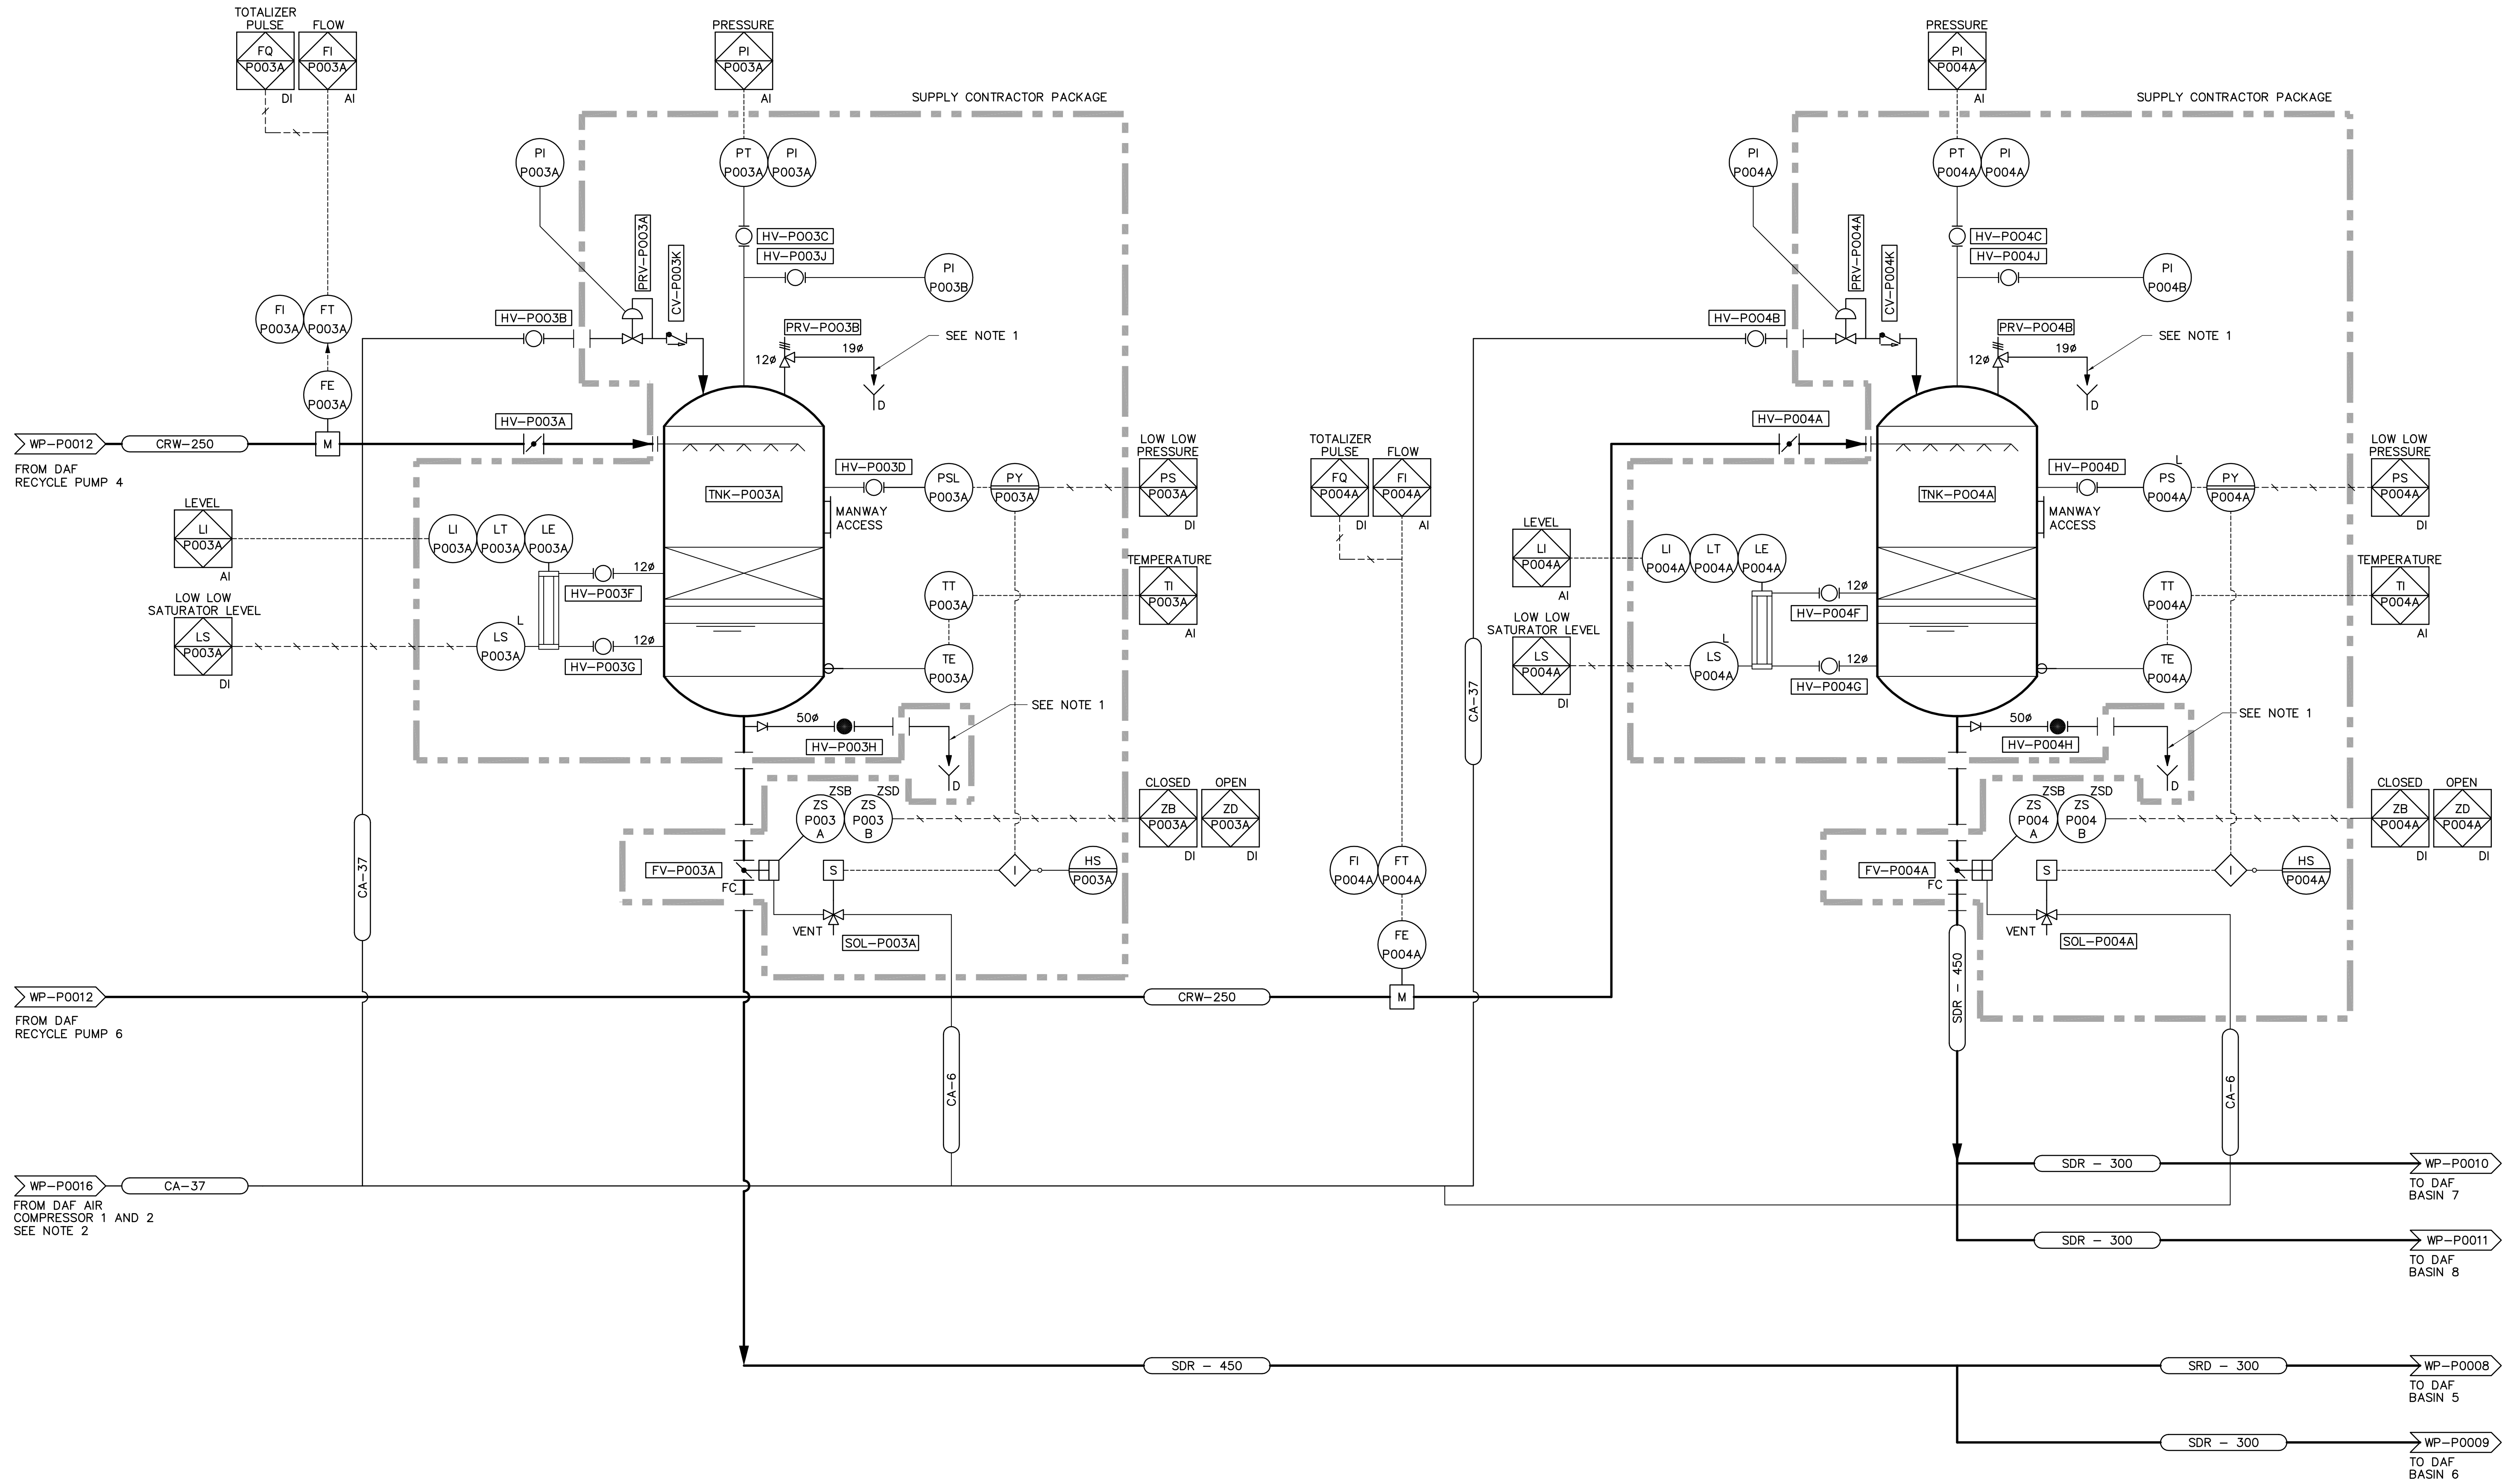 TOTALIZER
PULSE
FQ
P003A
DI
FLOW
FI
P003A
AI
PRESSURE
PI
P003A
AI
SUPPLY CONTRACTOR PACKAGE
PI
P003A
PT
P003A
PI
P003A
PRV-P003A
CV-P003K
HV-P003C
HV-P003J
PI
P003B
FI
P003A
FT
P003A
HV-P003B
PRV-P003B
12ø
19ø
SEE NOTE 1
D
FE
P003A
HV-P003A
WP-P0012
CRW-250
M
FROM DAF
RECYCLE PUMP 4
LOW LOW
PRESSURE
PS
P003A
DI
HV-P003D
PSL
P003A
PY
P003A
TNK-P003A
MANWAY
ACCESS
LEVEL
LI
P003A
AI
LI
P003A
LT
P003A
LE
P003A
12ø
HV-P003F
TEMPERATURE
TI
P003A
AI
TT
P003A
LOW LOW
SATURATOR LEVEL
LS
P003A
DI
L
LS
P003A
12ø
HV-P003G
TE
P003A
50ø
HV-P003H
SEE NOTE 1
D
CLOSED
ZB
P003A
DI
OPEN
ZD
P003A
DI
ZSB
ZS
P003
A
ZSD
ZS
P003
B
FV-P003A
FC
S
I
HS
P003A
VENT
SOL-P003A
CA-37
CA-6
WP-P0012
FROM DAF
RECYCLE PUMP 6
CRW-250
M
WP-P0016
CA-37
FROM DAF AIR
COMPRESSOR 1 AND 2
SEE NOTE 2
TOTALIZER
PULSE
FQ
P004A
DI
FLOW
FI
P004A
AI
FI
P004A
FT
P004A
FE
P004A
CA-37
PRESSURE
PI
P004A
AI
SUPPLY CONTRACTOR PACKAGE
PI
P004A
PT
P004A
PI
P004A
PRV-P004A
CV-P004K
HV-P004C
HV-P004J
PI
P004B
HV-P004B
PRV-P004B
12ø
19ø
SEE NOTE 1
D
HV-P004A
LOW LOW
PRESSURE
PS
P004A
DI
HV-P004D
L
PS
P004A
PY
P004A
TNK-P004A
MANWAY
ACCESS
LEVEL
LI
P004A
AI
LI
P004A
LT
P004A
LE
P004A
12ø
HV-P004F
TEMPERATURE
TI
P004A
AI
TT
P004A
LOW LOW
SATURATOR LEVEL
LS
P004A
DI
L
LS
P004A
12ø
HV-P004G
TE
P004A
50ø
HV-P004H
SEE NOTE 1
D
CLOSED
ZB
P004A
DI
OPEN
ZD
P004A
DI
ZSB
ZS
P004
A
ZSD
ZS
P004
B
FV-P004A
FC
S
I
HS
P004A
VENT
SOL-P004A
SDR - 450
CA-6
SDR - 300
WP-P0010
TO DAF
BASIN 7
SDR - 300
WP-P0011
TO DAF
BASIN 8
SDR - 450
SRD - 300
WP-P0008
TO DAF
BASIN 5
SDR - 300
WP-P0009
TO DAF
BASIN 6